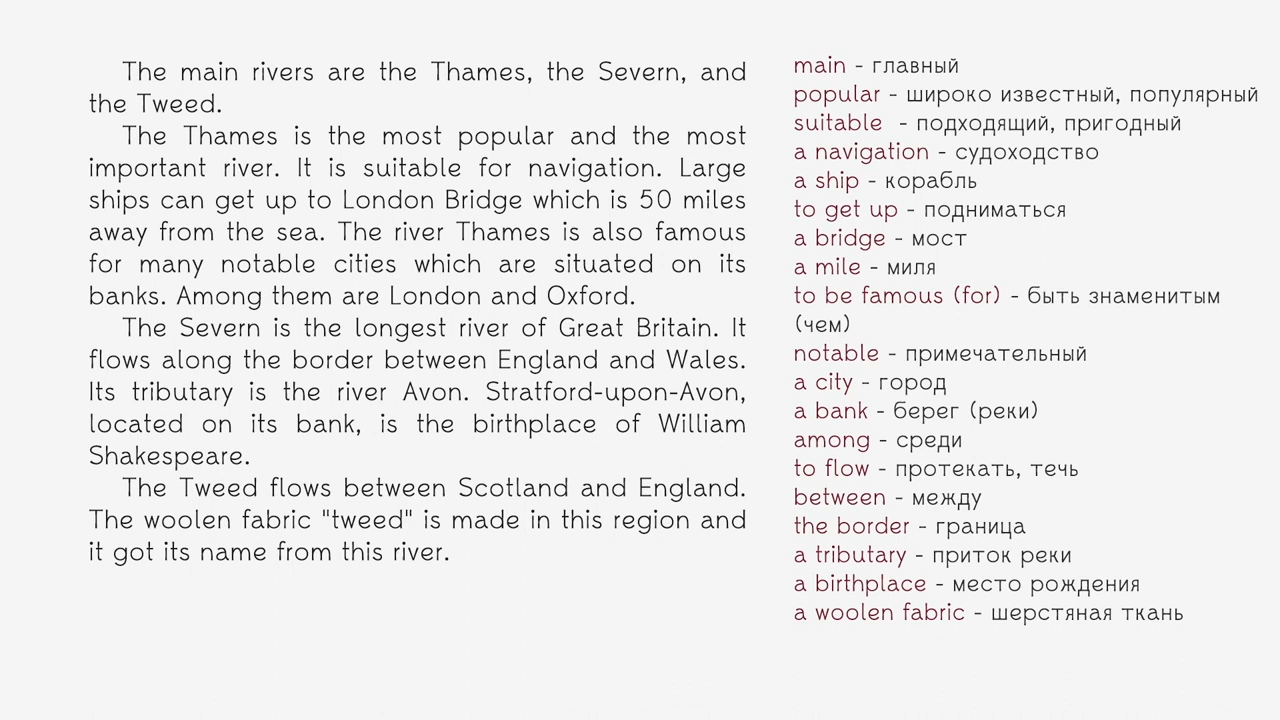 The main rivers are the Thames, the Severn, and
the Tweed.
The Thames is the most popular and the most
important river. It is suitable for navigation. Large
ships can get up to London Bridge which is 50 miles
away from the sea. The river Thames is also famous
for many notable cities which are situated on its
banks. Among them are London and Oxford.
The Severn is the longest river of Great Britain. It
flows along the border between England and Wales.
Its tributary is the river Avon. Stratford-upon-Avon,
located on its bank, is the birthplace of William
Shakespeare.
The Tweed flows between Scotland and England.
The woolen fabric "tweed" is made in this region and
it got its name from this river.
main - главный
popular - широко известный, популярный
suitable - подходящий, пригодный
a navigation - судоходство
a ship - корабль
to get up - подниматься
a bridge - мост
a mile - миля
to be famous (for) - быть знаменитым
(чем)
notable - примечательный
a city - город
a bank - берег (реки)
among - среди
to flow - протекать, течь
between - между
the border - граница
a tributary - приток реки
a birthplace - место рождения
a woolen fabric - шерстяная ткань